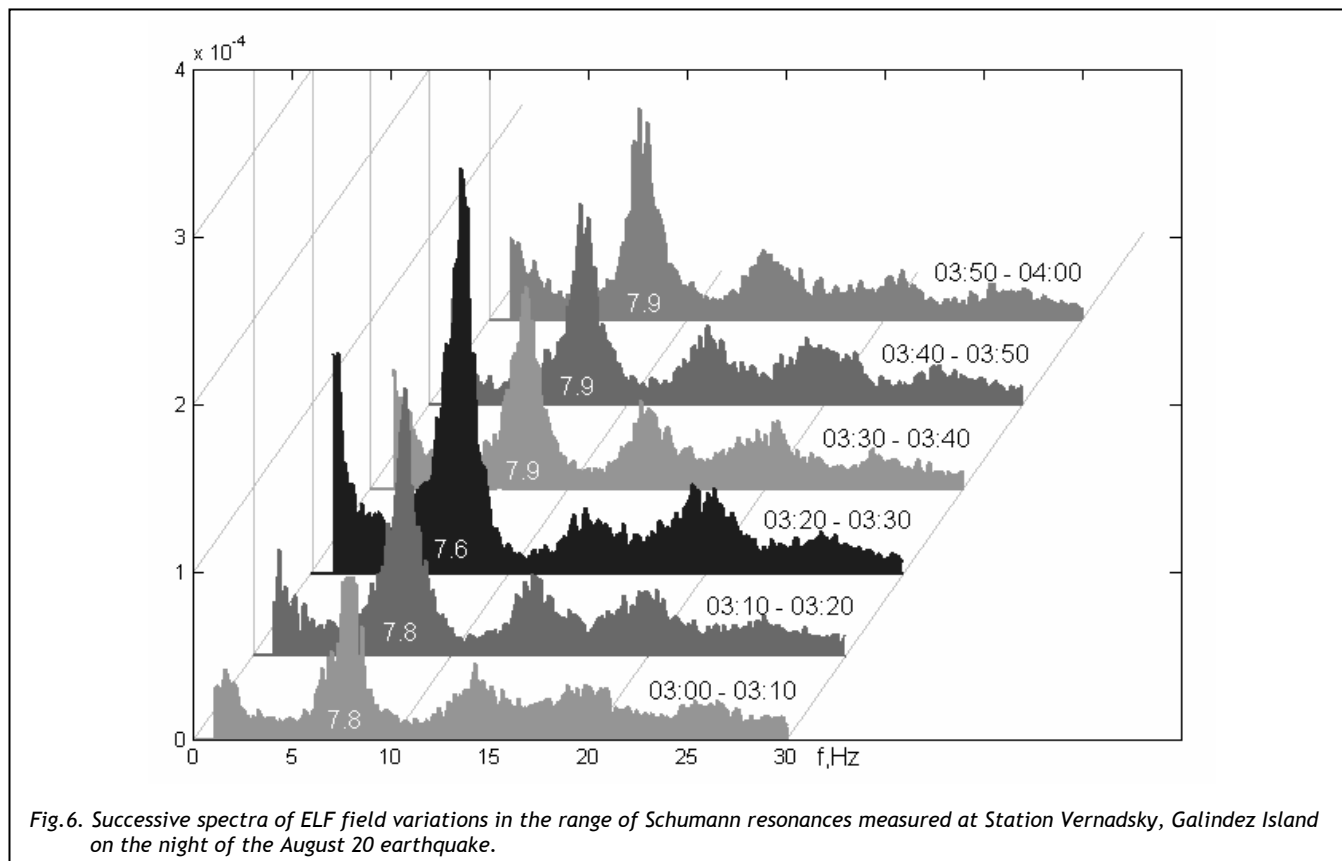 x 10⁻⁴
4
3
2
1
0
03:50 - 04:00
7.9
03:40 - 03:50
7.9
03:30 - 03:40
7.9
03:20 - 03:30
7.6
03:10 - 03:20
7.8
03:00 - 03:10
7.8
0 5 10 15 20 25 30 f,Hz
Fig.6. Successive spectra of ELF field variations in the range of Schumann resonances measured at Station Vernadsky, Galindez Island
on the night of the August 20 earthquake.